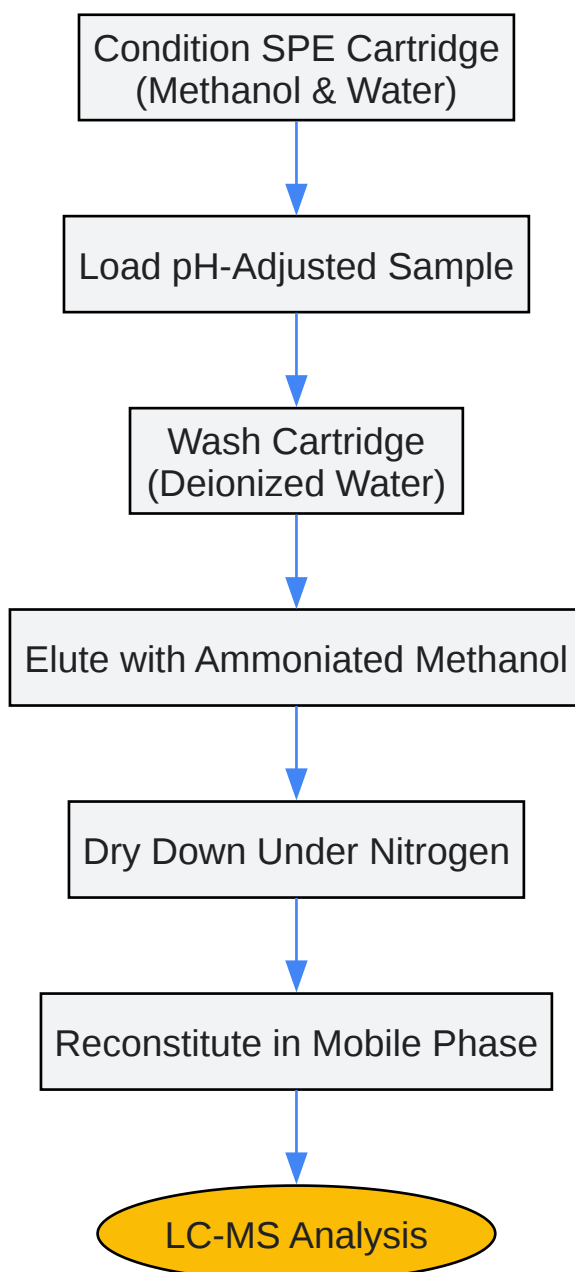 Condition SPE Cartridge
(Methanol & Water)
Load pH-Adjusted Sample
Wash Cartridge
(Deionized Water)
Elute with Ammoniated Methanol
Dry Down Under Nitrogen
Reconstitute in Mobile Phase
LC-MS Analysis